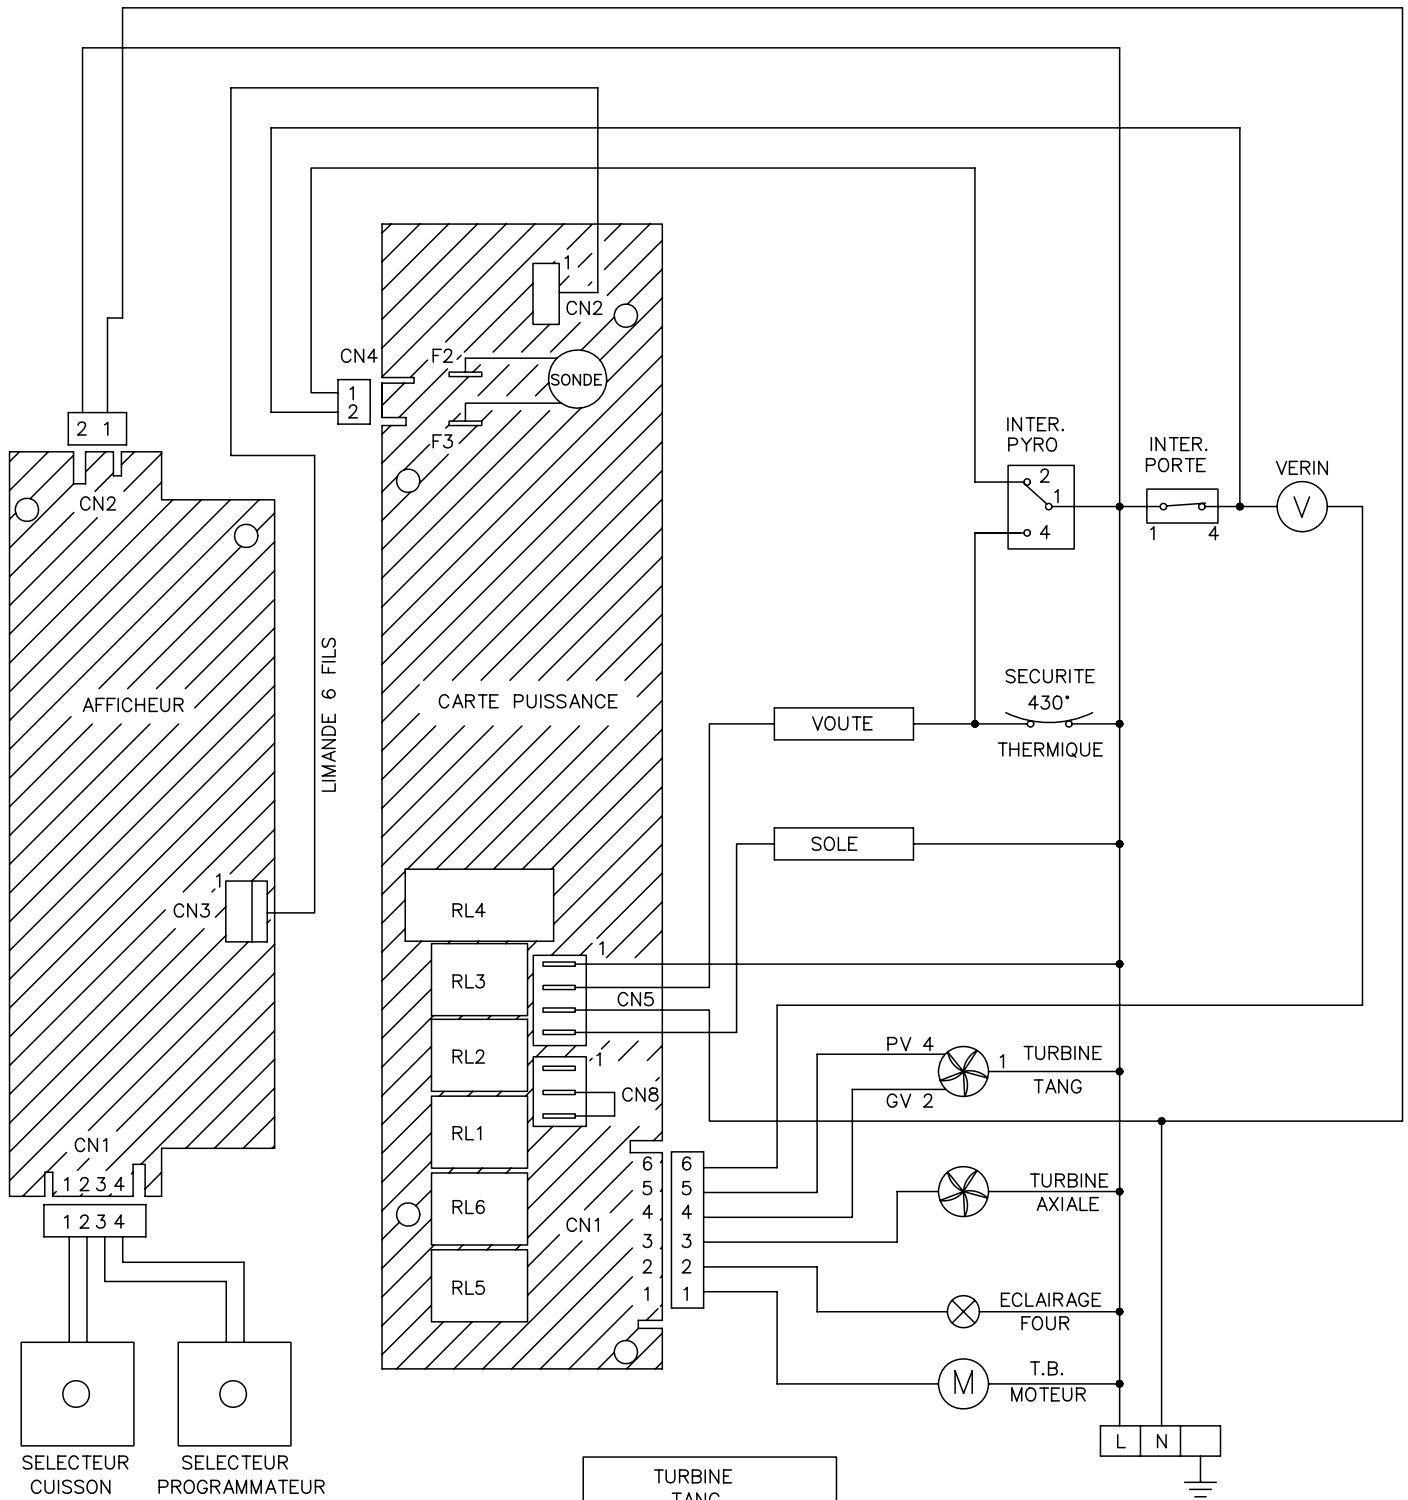 1
CN2
CN4
F2
SONDE
1
2
F3
2 1
CN2
INTER.
PYRO
2
1
4
INTER.
PORTE
1 4
VERIN
V
LIMANDE 6 FILS
AFFICHEUR
CARTE PUISSANCE
SECURITE
430°
THERMIQUE
VOUTE
SOLE
1
CN3
RL4
RL3
RL2
RL1
RL6
RL5
1
CN5
1
CN8
PV 4
GV 2
1
TURBINE
TANG
CN1
1 2 3 4
1 2 3 4
CN1
6 6
5 5
4 4
3 3
2 2
1 1
TURBINE
AXIALE
ECLAIRAGE
FOUR
M
T.B.
MOTEUR
L N
SELECTEUR
CUISSON
SELECTEUR
PROGRAMMATEUR
TURBINE
TANG